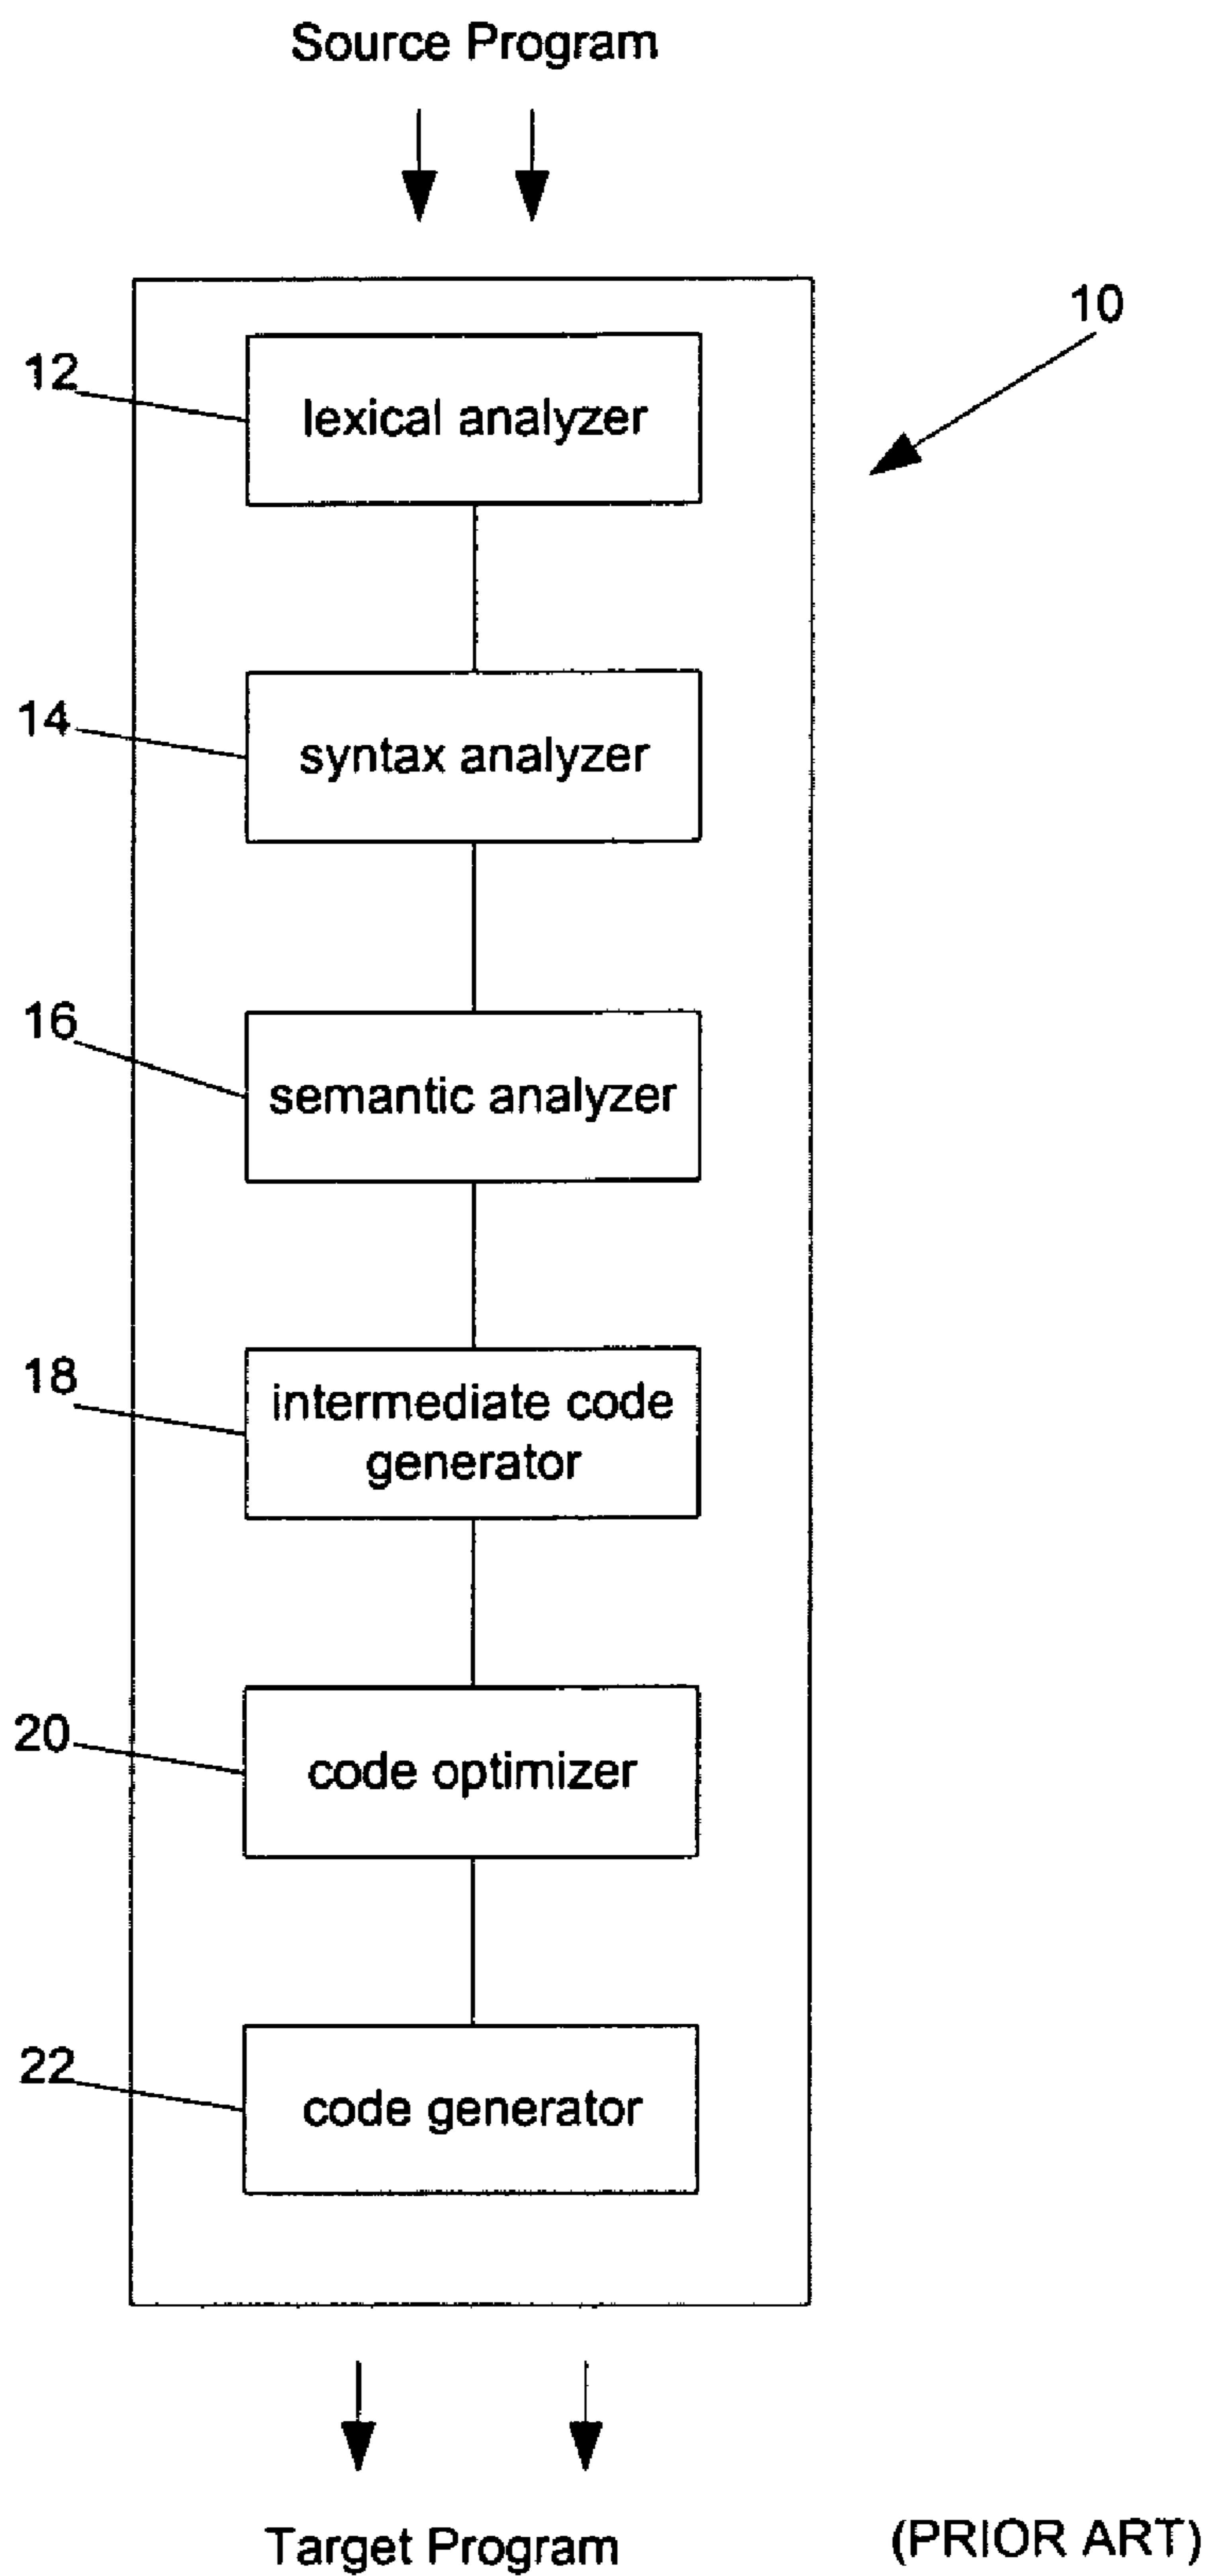 Source Program
10
12
lexical analyzer
14
syntax analyzer
16
semantic analyzer
18
intermediate code
generator
20
code optimizer
22
code generator
Target Program
(PRIOR ART)